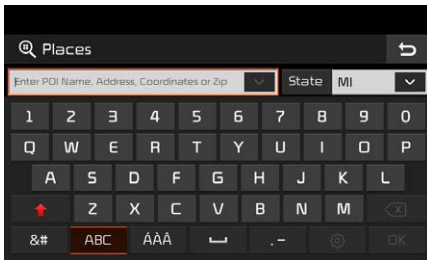 Places
Enter POI Name, Address, Coordinates or Zip State MI
1 2 3 4 5 6 7 8 9 0
Q W E R T Y U I O P
A S D F G H J K L
Z X C V B N M
&# ABC ÁÀÂ . - OK